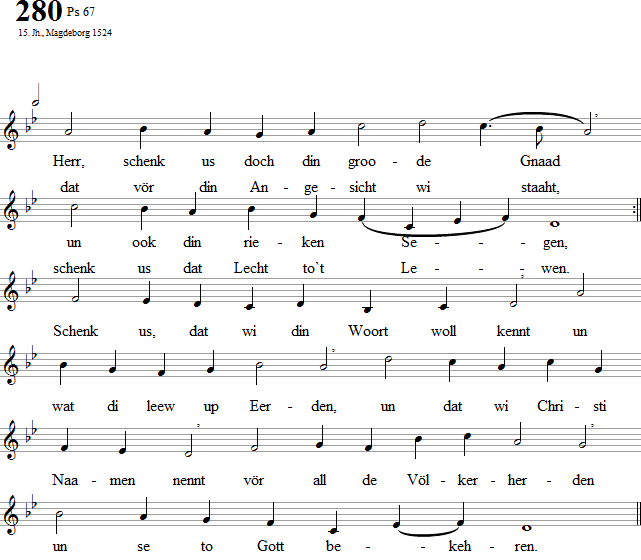 280 Ps 67
15. Jh., Magdeborg 1524
Herr, schenk us doch din groo - de Gnaad
dat vör din An - ge - sicht wi staaht,
un ook din rie - ken Se - - - gen,
schenk us dat Lecht to`t Le - - - wen.
Schenk us, dat wi din Woort woll kennt un
wat di leew up Eer - den, un dat wi Chri - sti
Naa - men nennt vör all de Völ - ker - her - den
un se to Gott be - keh - ren.